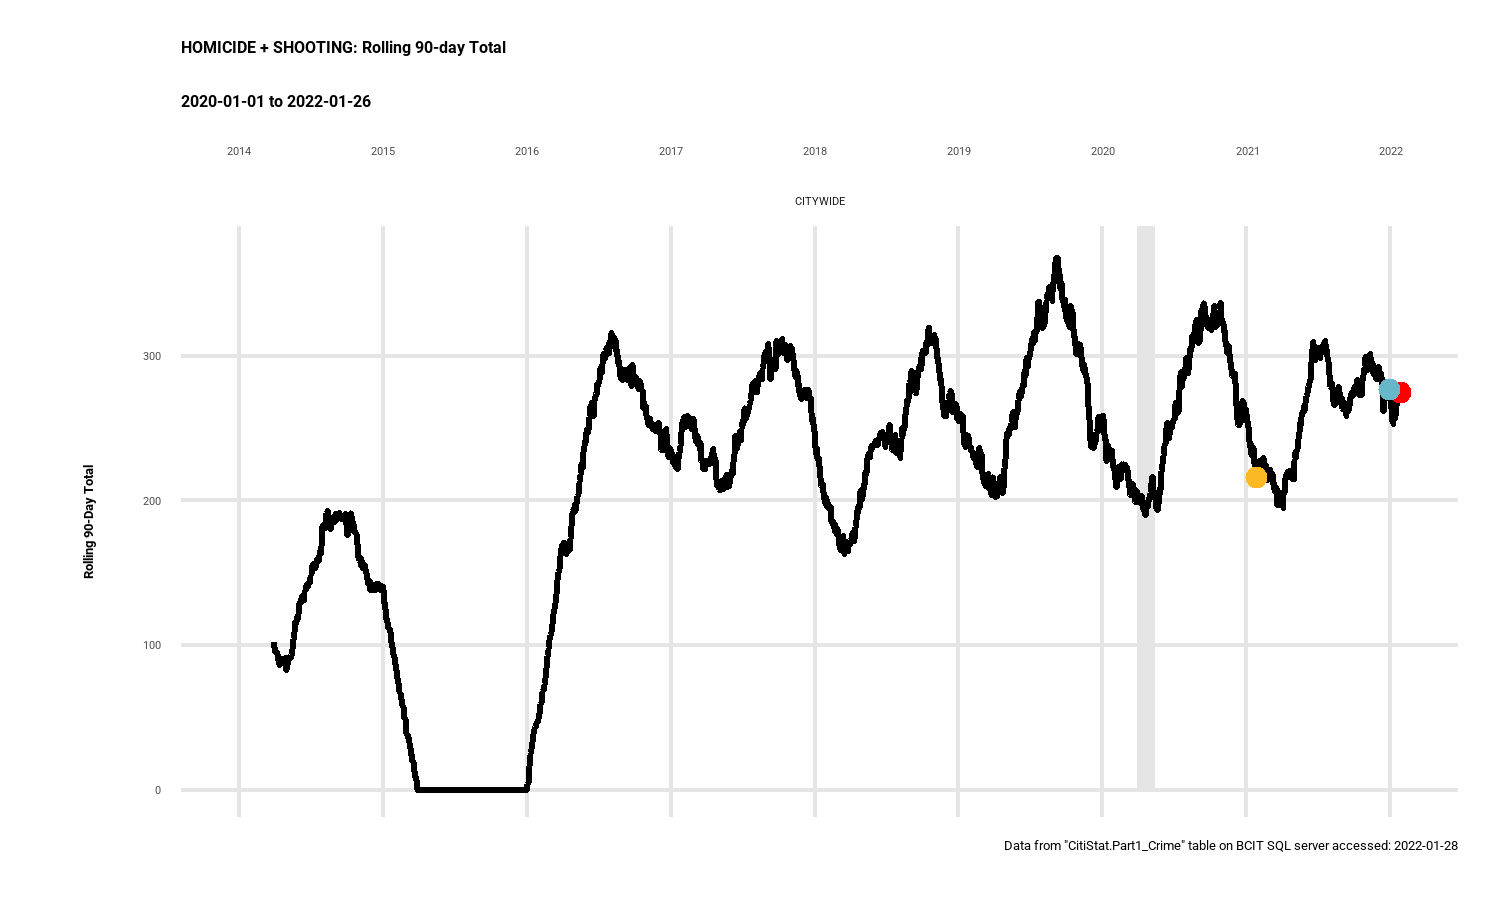 HOMICIDE + SHOOTING: Rolling 90-day Total
2020-01-01 to 2022-01-26
2014 2015 2016 2017 2018 2019 2020 2021 2022
CITYWIDE
Rolling 90-Day Total
300
200
100
0
Data from "CitiStat.Part1_Crime" table on BCIT SQL server accessed: 2022-01-28